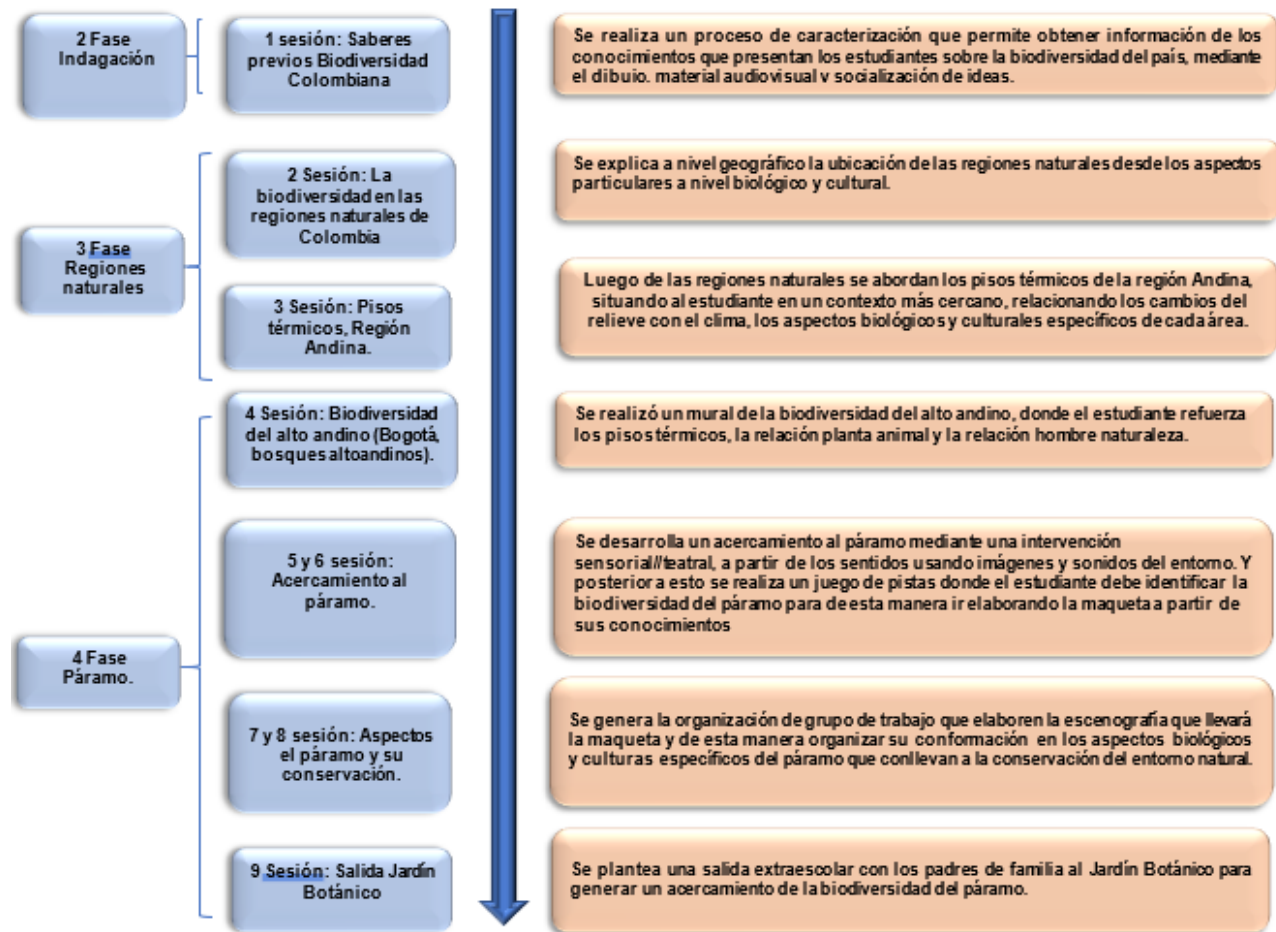 2 Fase
Indagación
1 sesión: Saberes
previos Biodiversidad
Colombiana
Se realiza un proceso de caracterización que permite obtener información de los
conocimientos que presentan los estudiantes sobre la biodiversidad del país, mediante
el dibujo. material audiovisual y socialización de ideas.
3 Fase
Regiones
naturales
2 Sesión: La
biodiversidad en las
regiones naturales de
Colombia
Se explica a nivel geográfico la ubicación de las regiones naturales desde los aspectos
particulares a nivel biológico y cultural.
3 Sesión: Pisos
térmicos, Región
Andina.
Luego de las regiones naturales se abordan los pisos térmicos de la región Andina,
situando al estudiante en un contexto más cercano, relacionando los cambios del
relieve con el clima, los aspectos biológicos y culturales específicos de cada área.
4 Fase
Páramo.
4 Sesión: Biodiversidad
del alto andino (Bogotá,
bosques altoandinos).
Se realizó un mural de la biodiversidad del alto andino, donde el estudiante refuerza
los pisos térmicos, la relación planta animal y la relación hombre naturaleza.
5 y 6 sesión:
Acercamiento al
páramo.
Se desarrolla un acercamiento al páramo mediante una intervención
sensorial//teatral, a partir de los sentidos usando imágenes y sonidos del entorno. Y
posterior a esto se realiza un juego de pistas donde el estudiante debe identificar la
biodiversidad del páramo para de esta manera ir elaborando la maqueta a partir de
sus conocimientos
7 y 8 sesión: Aspectos
el páramo y su
conservación.
Se genera la organización de grupo de trabajo que elaboren la escenografía que llevará
la maqueta y de esta manera organizar su conformación en los aspectos biológicos
y culturas específicos del páramo que conllevan a la conservación del entorno natural.
9 Sesión: Salida Jardín
Botánico
Se plantea una salida extraescolar con los padres de familia al Jardín Botánico para
generar un acercamiento de la biodiversidad del páramo.